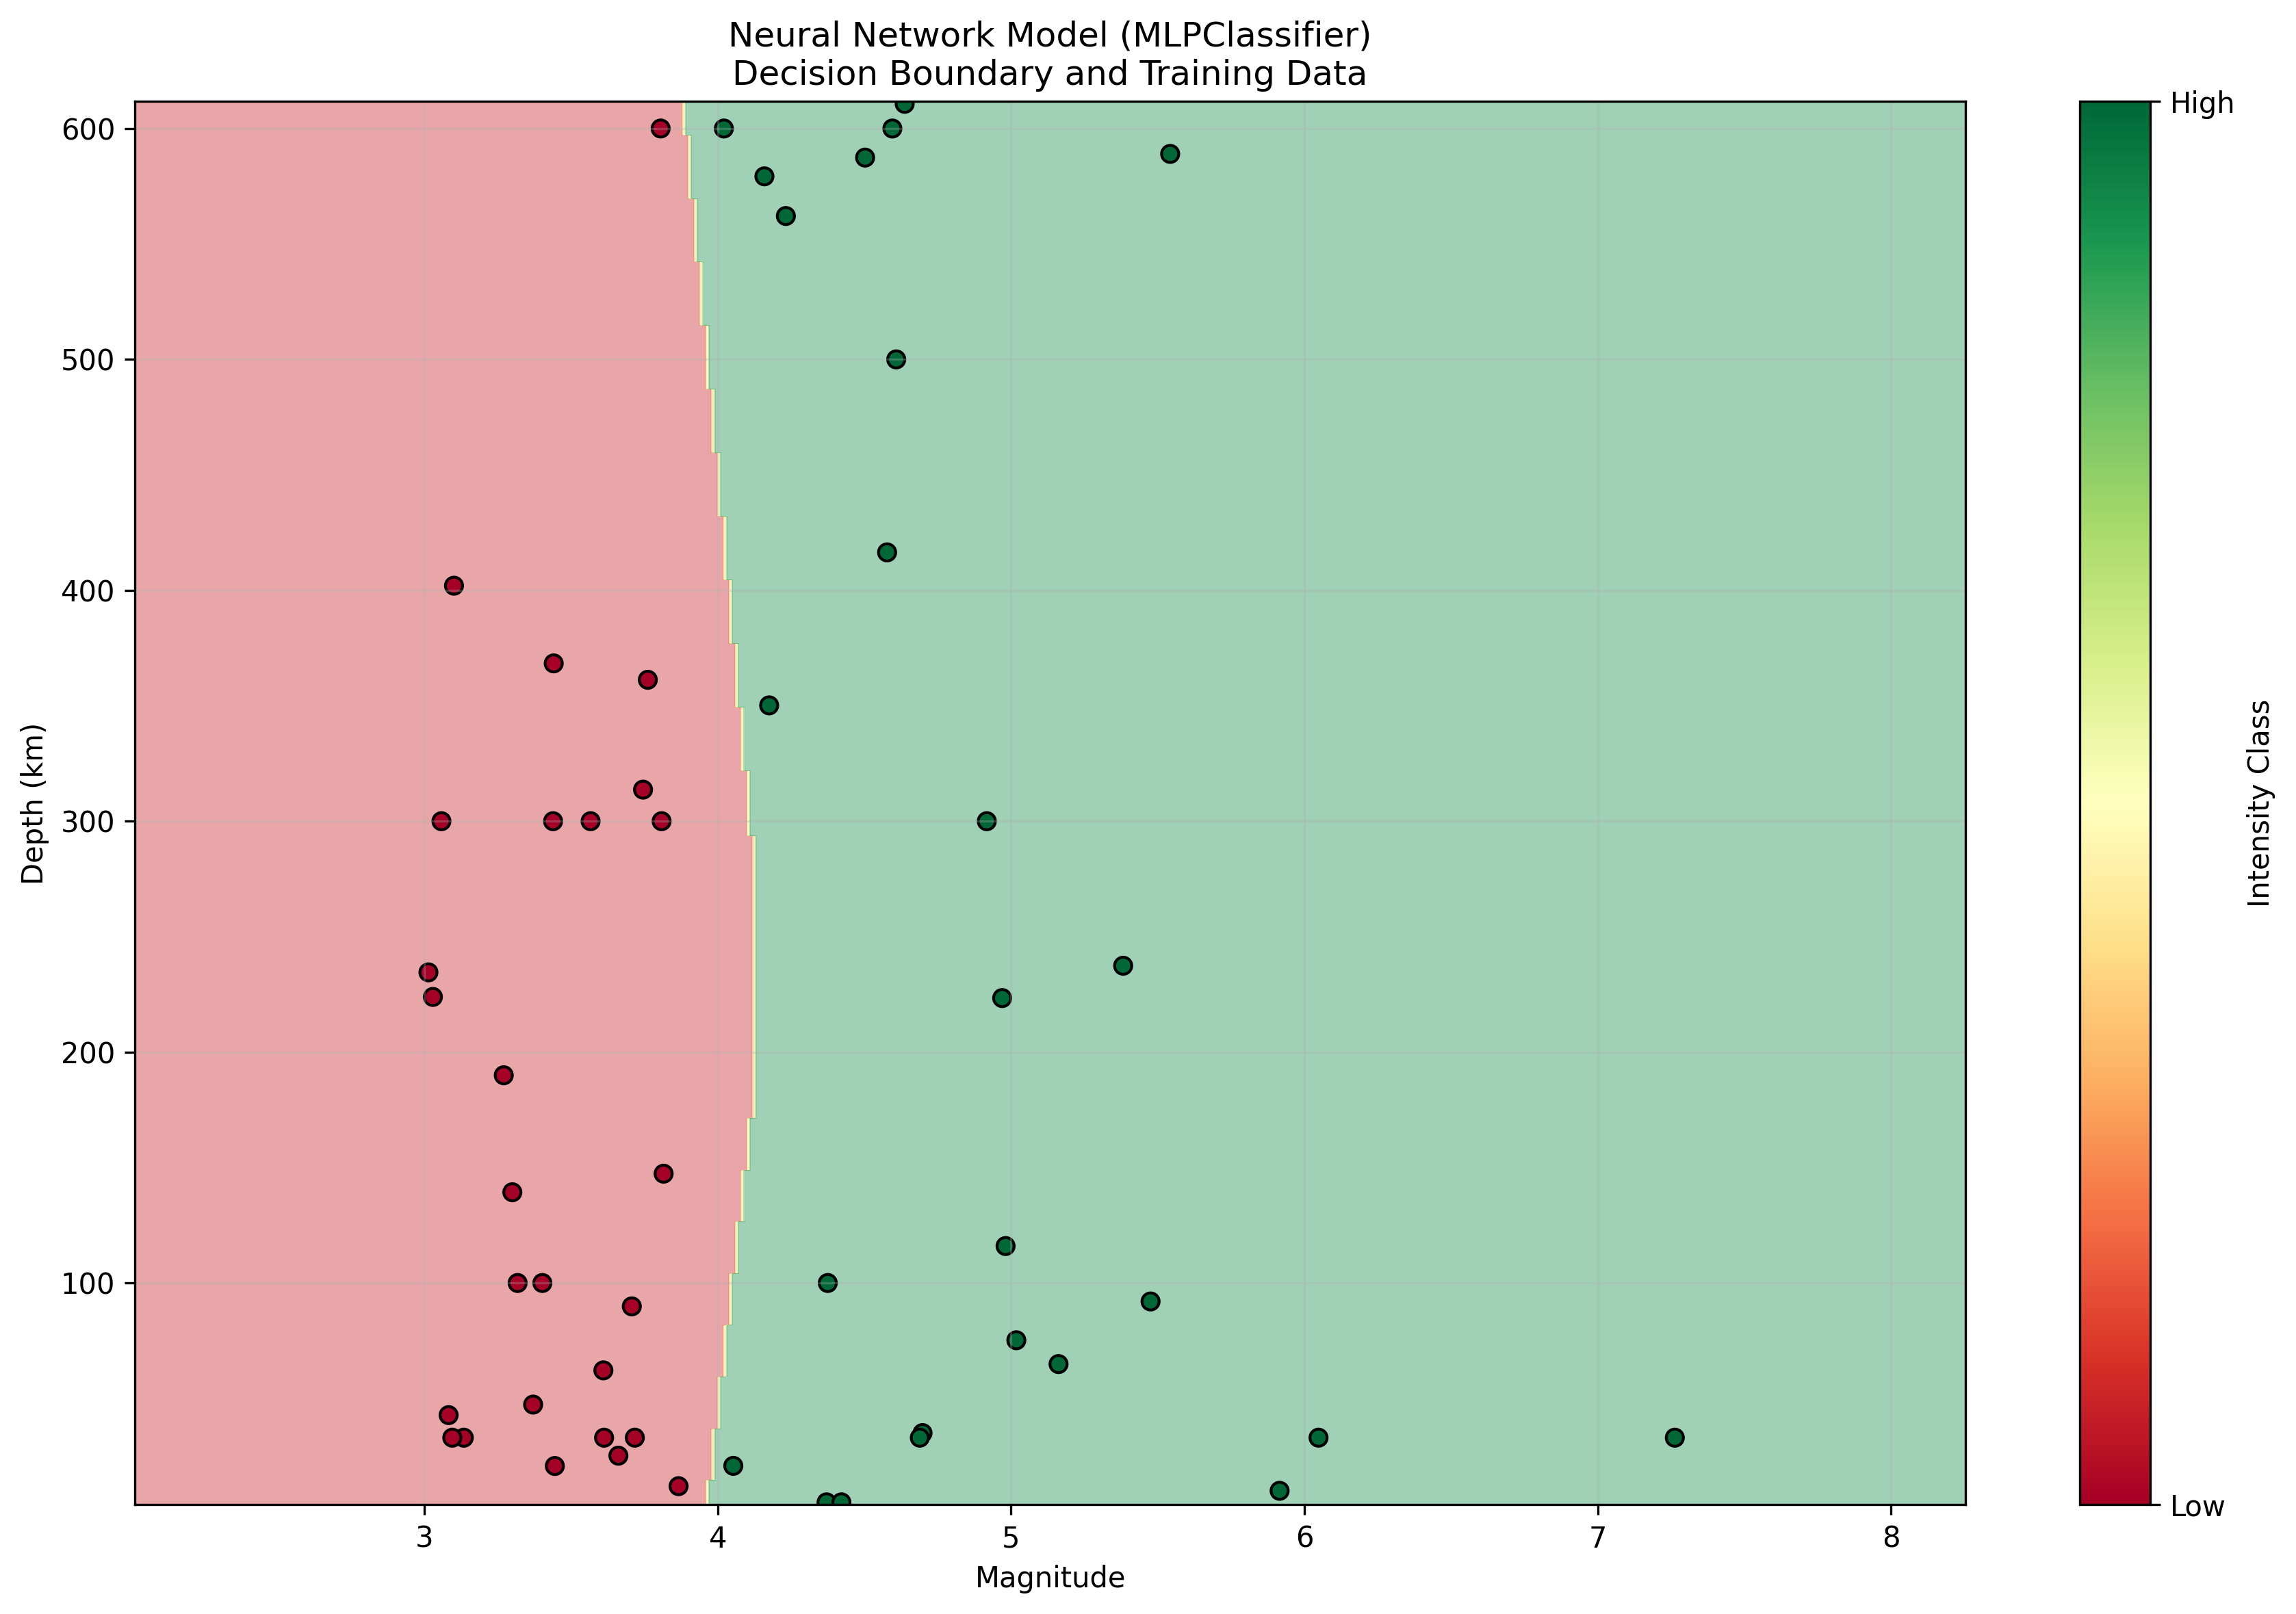 Neural Network Model (MLPClassifier)
Decision Boundary and Training Data
600
500
400
300
200
100
Depth (km)
3
4
5
6
7
8
Magnitude
High
Low
Intensity Class